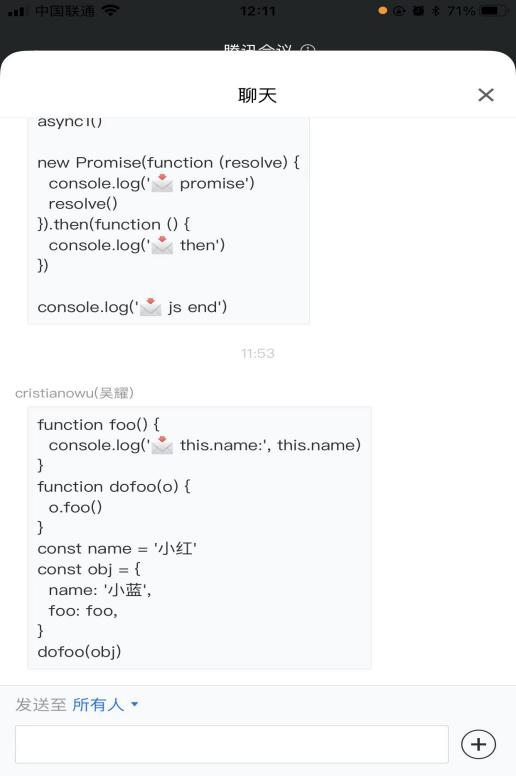 中国联通
12:11
71%
腾讯会议
聊天
async1()
new Promise(function (resolve) {
console.log('📩 promise')
resolve()
}).then(function () {
console.log('📩 then')
})
console.log('📩 js end')
11:53
cristianowu(吴耀)
function foo() {
console.log('📩 this.name:', this.name)
}
function dofoo(o) {
o.foo()
}
const name = '小红'
const obj = {
name: '小蓝',
foo: foo,
}
dofoo(obj)
发送至 所有人